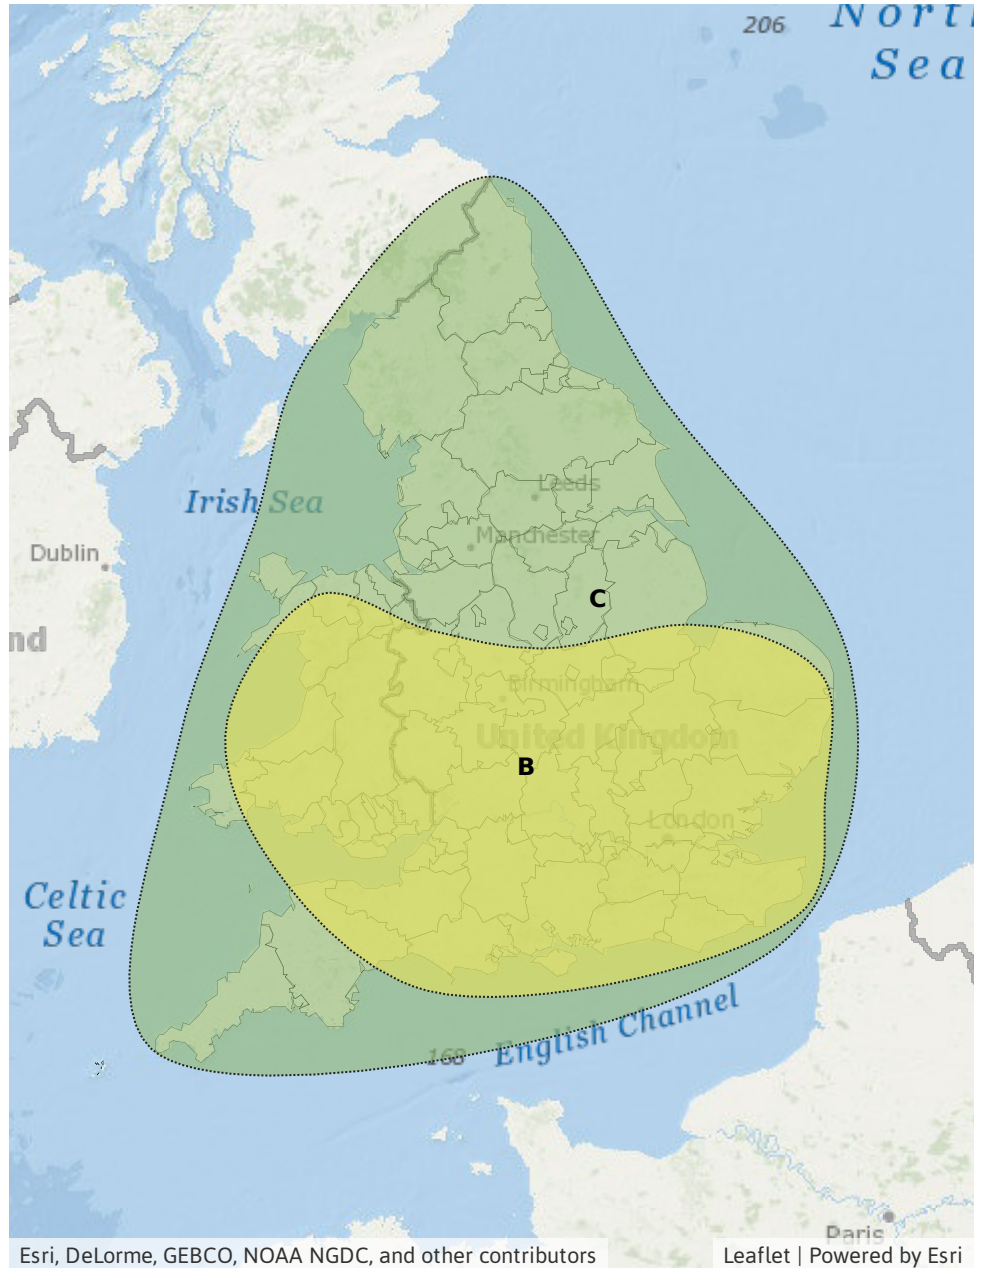 206
North
Sea
Leeds
Irish Sea
Manchester
Dublin
C
nd
Birmingham
United Kingdom
B
London
Celtic
Sea
English Channel
168
Paris
Esri, DeLorme, GEBCO, NOAA NGDC, and other contributors
Leaflet | Powered by Esri